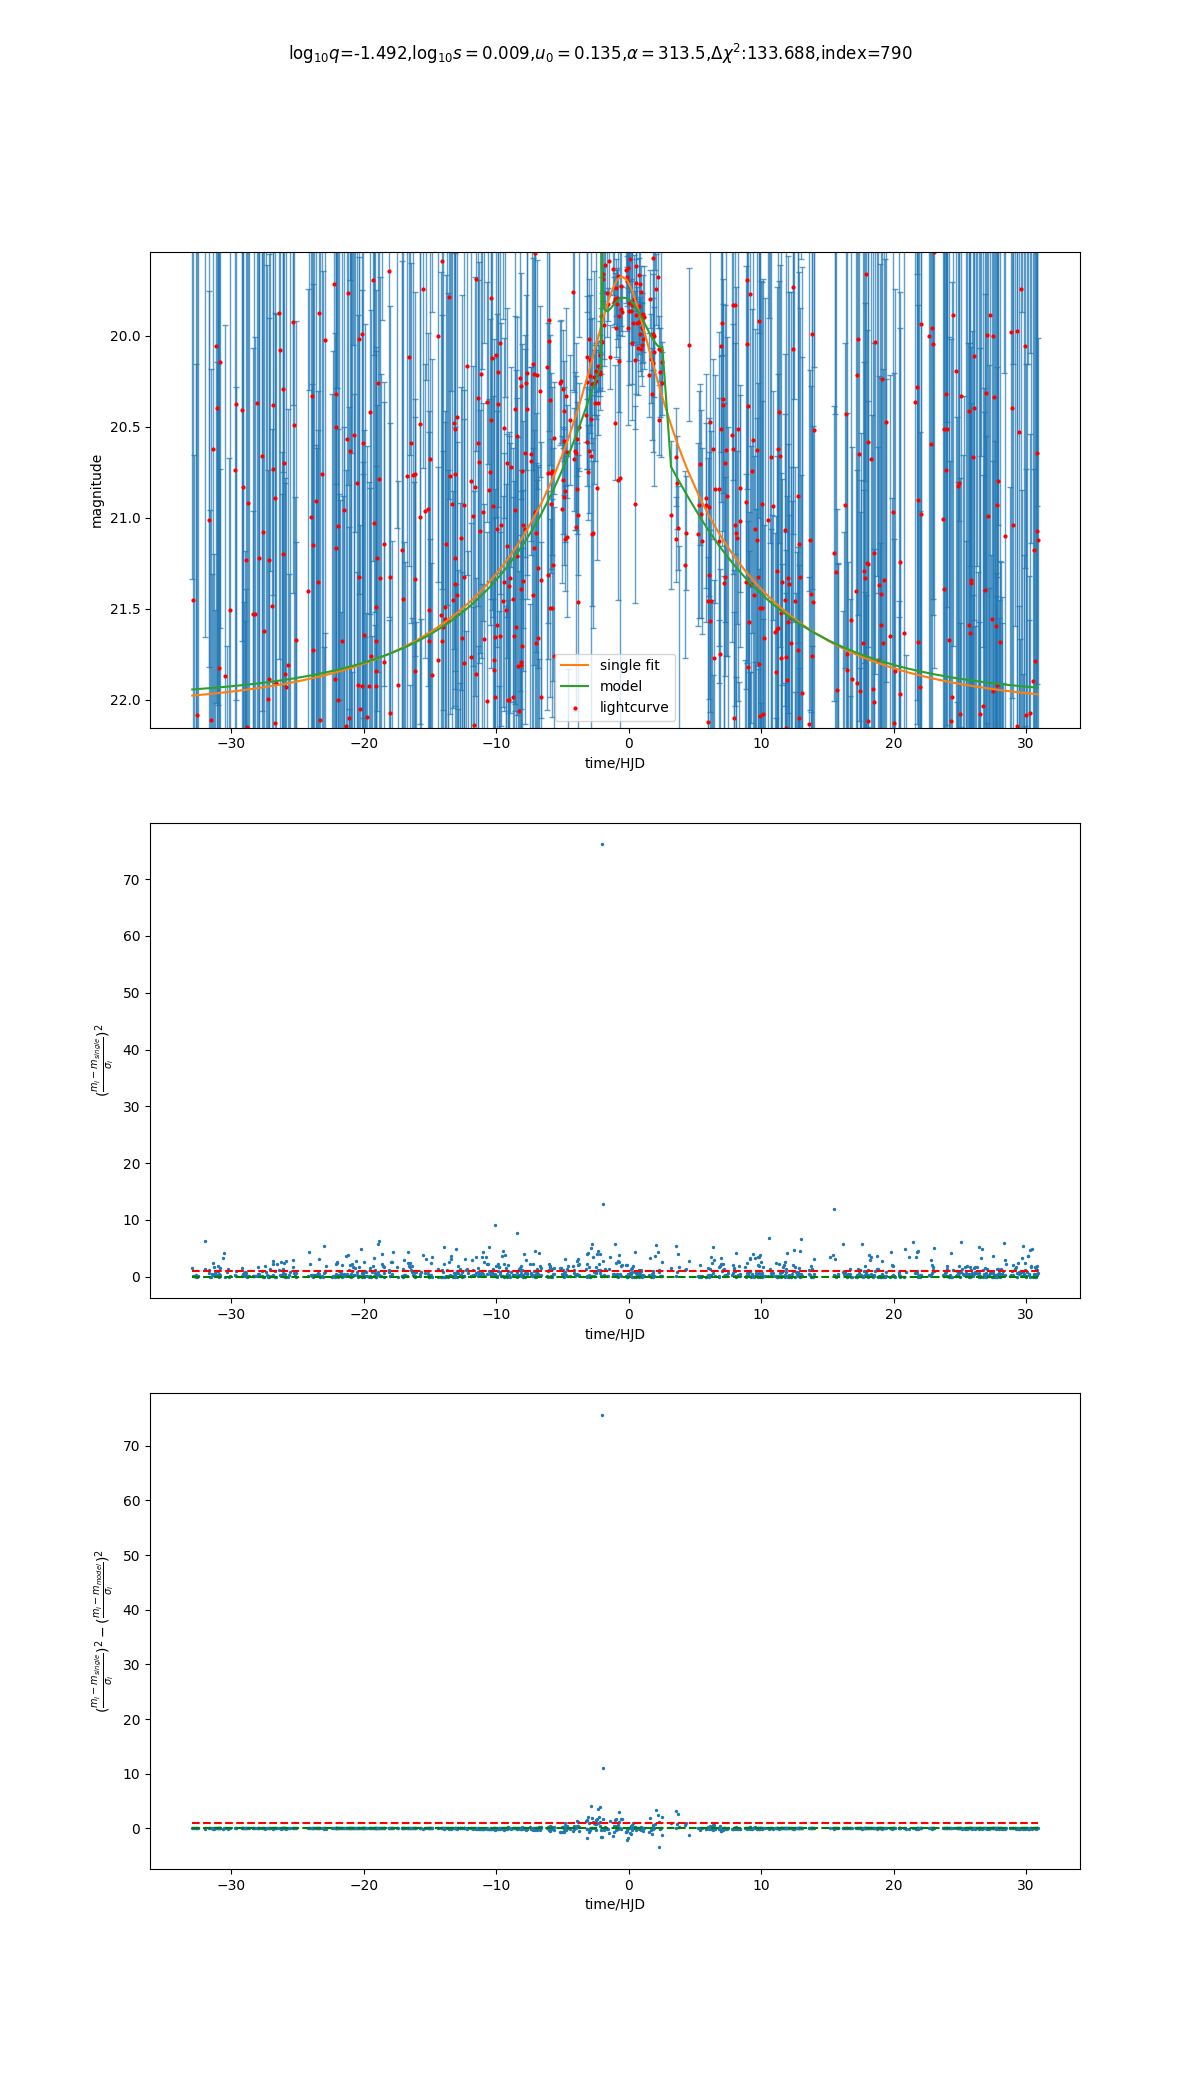 log₁₀q=-1.492,log₁₀s = 0.009,u₀ = 0.135,α = 313.5,Δχ²:133.688,index=790
magnitude
20.0
20.5
21.0
21.5
22.0
single fit
model
lightcurve
−30 −20 −10 0 10 20 30
time/HJD
((mᵢ − m_single)/σᵢ)²
70
60
50
40
30
20
10
0
−30 −20 −10 0 10 20 30
time/HJD
((mᵢ − m_single)/σᵢ)² − ((mᵢ − m_model)/σᵢ)²
70
60
50
40
30
20
10
0
−30 −20 −10 0 10 20 30
time/HJD